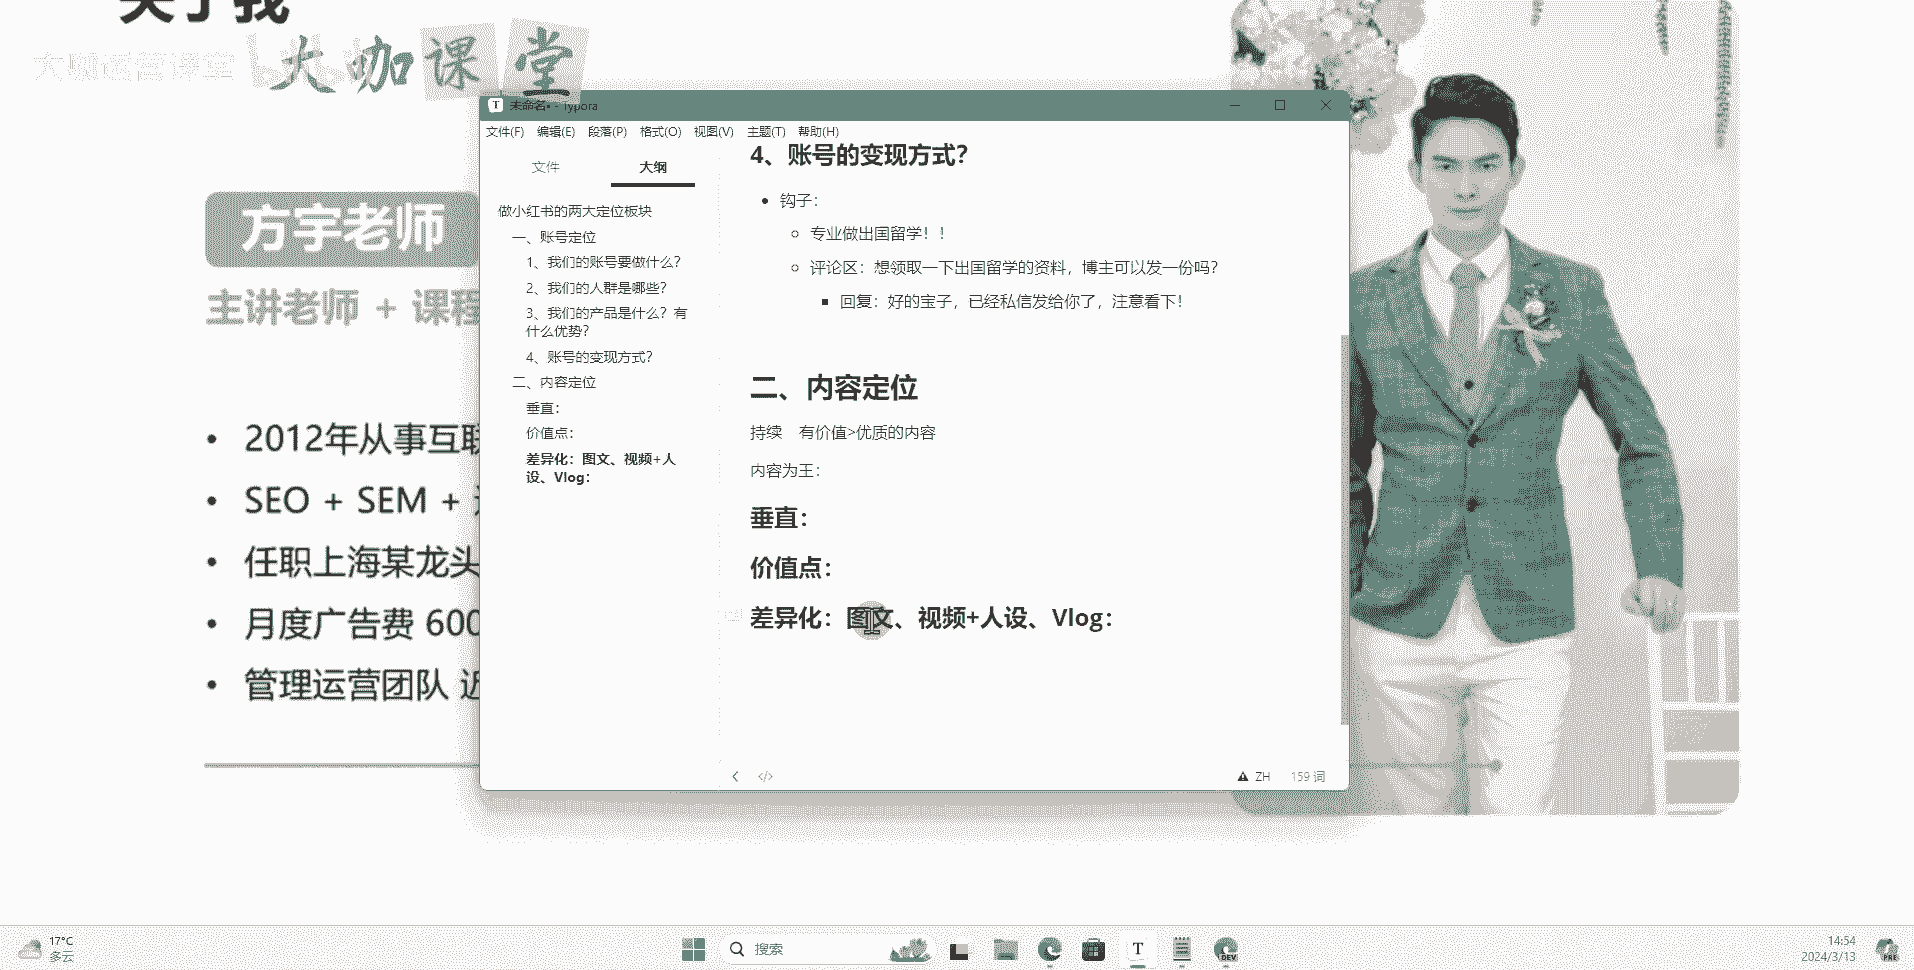 关于我
大咖运营课堂
大咖课堂
方宇老师
主讲老师 + 课程
2012年从事互联
SEO + SEM +
任职上海某龙头
月度广告费 600
管理运营团队 近
未命名• - Typora
文件(F) 编辑(E) 段落(P) 格式(O) 视图(V) 主题(T) 帮助(H)
文件 大纲
做小红书的两大定位板块
一、账号定位
1、我们的账号要做什么?
2、我们的人群是哪些?
3、我们的产品是什么? 有
什么优势?
4、账号的变现方式?
二、内容定位
垂直:
价值点:
差异化: 图文、视频+人
设、Vlog:
4、账号的变现方式?
钩子:
专业做出国留学! !
评论区: 想领取一下出国留学的资料, 博主可以发一份吗?
回复: 好的宝子, 已经私信发给你了, 注意看下!
二、内容定位
持续 有价值>优质的内容
内容为王:
垂直:
价值点:
差异化: 图文、视频+人设、Vlog:
ZH 159 词
17°C
多云
搜索
DEV
14:54
2024/3/13
PRE